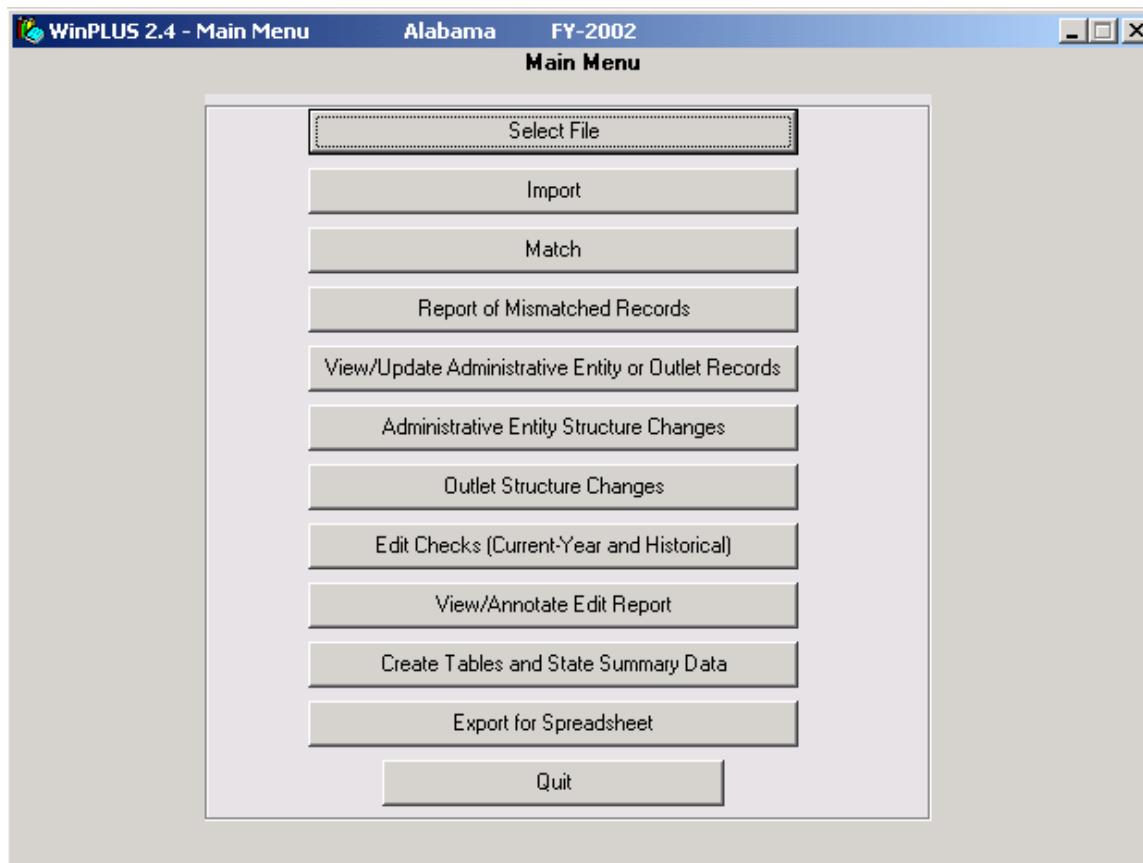 WinPLUS 2.4 - Main Menu Alabama FY-2002
Main Menu
Select File
Import
Match
Report of Mismatched Records
View/Update Administrative Entity or Outlet Records
Administrative Entity Structure Changes
Outlet Structure Changes
Edit Checks (Current-Year and Historical)
View/Annotate Edit Report
Create Tables and State Summary Data
Export for Spreadsheet
Quit